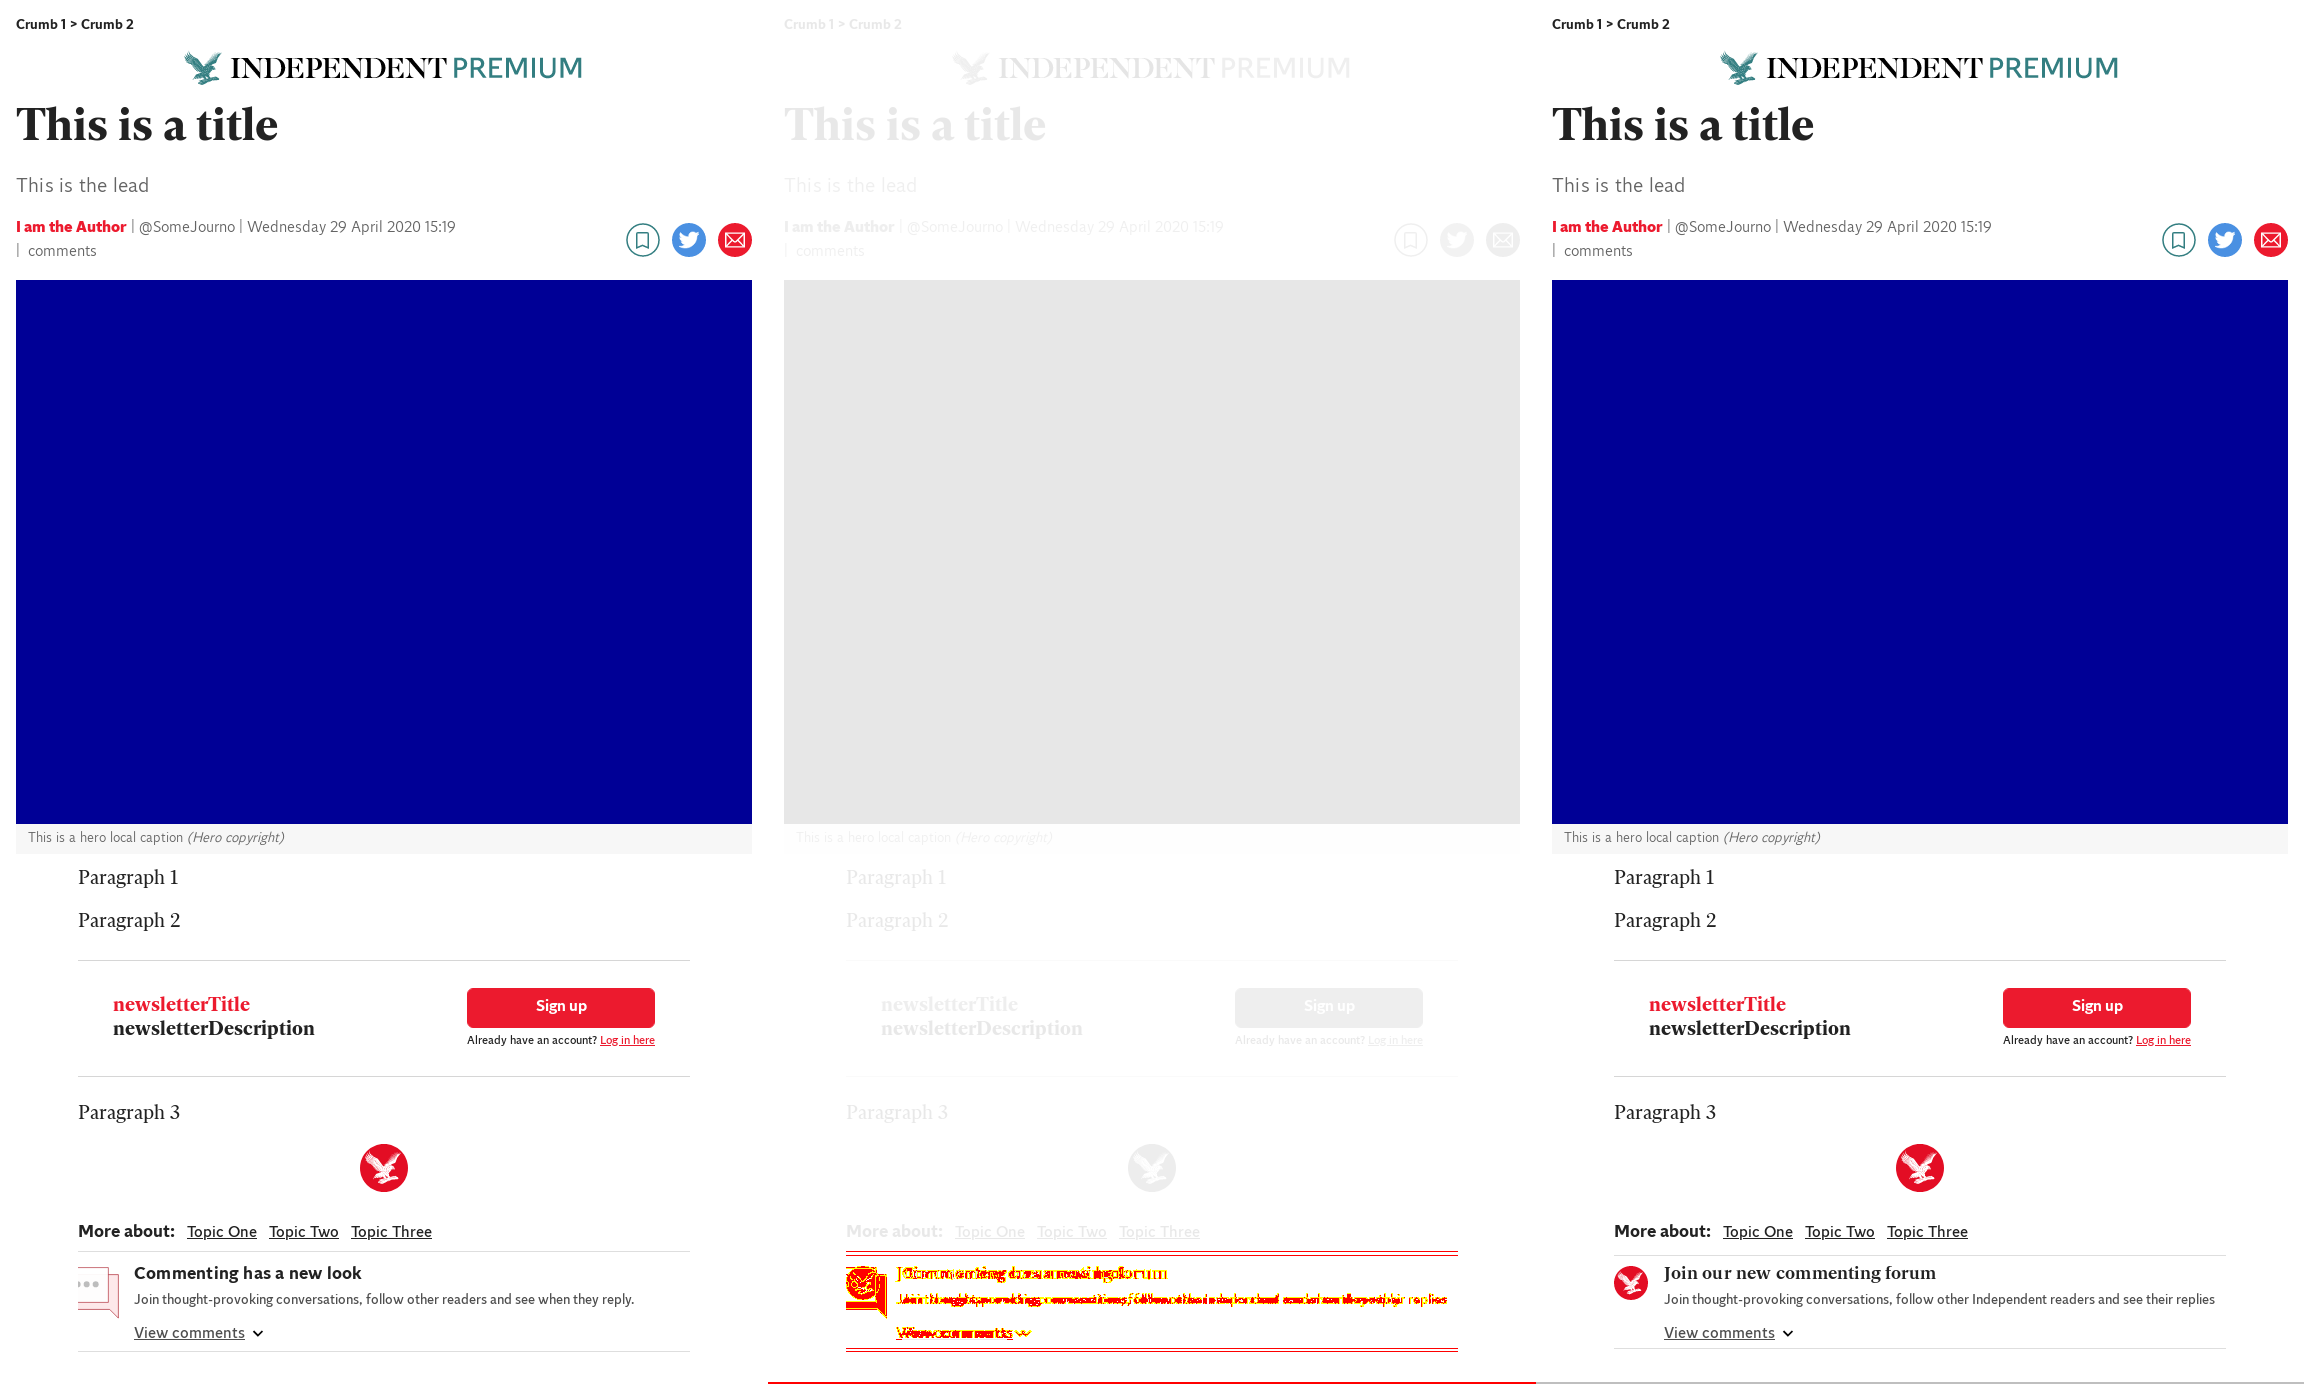 Crumb 1 > Crumb 2
INDEPENDENT PREMIUM
This is a title
This is the lead
I am the Author | @SomeJourno | Wednesday 29 April 2020 15:19
| comments
This is a hero local caption (Hero copyright)
Paragraph 1
Paragraph 2
newsletterTitle
newsletterDescription
Sign up
Already have an account? Log in here
Paragraph 3
More about: Topic One Topic Two Topic Three
Commenting has a new look
Join thought-provoking conversations, follow other readers and see when they reply.
View comments
Crumb 1 > Crumb 2
INDEPENDENT PREMIUM
This is a title
This is the lead
I am the Author | @SomeJourno | Wednesday 29 April 2020 15:19
| comments
This is a hero local caption (Hero copyright)
Paragraph 1
Paragraph 2
newsletterTitle
newsletterDescription
Sign up
Already have an account? Log in here
Paragraph 3
More about: Topic One Topic Two Topic Three
Crumb 1 > Crumb 2
INDEPENDENT PREMIUM
This is a title
This is the lead
I am the Author | @SomeJourno | Wednesday 29 April 2020 15:19
| comments
This is a hero local caption (Hero copyright)
Paragraph 1
Paragraph 2
newsletterTitle
newsletterDescription
Sign up
Already have an account? Log in here
Paragraph 3
More about: Topic One Topic Two Topic Three
Join our new commenting forum
Join thought-provoking conversations, follow other Independent readers and see their replies
View comments